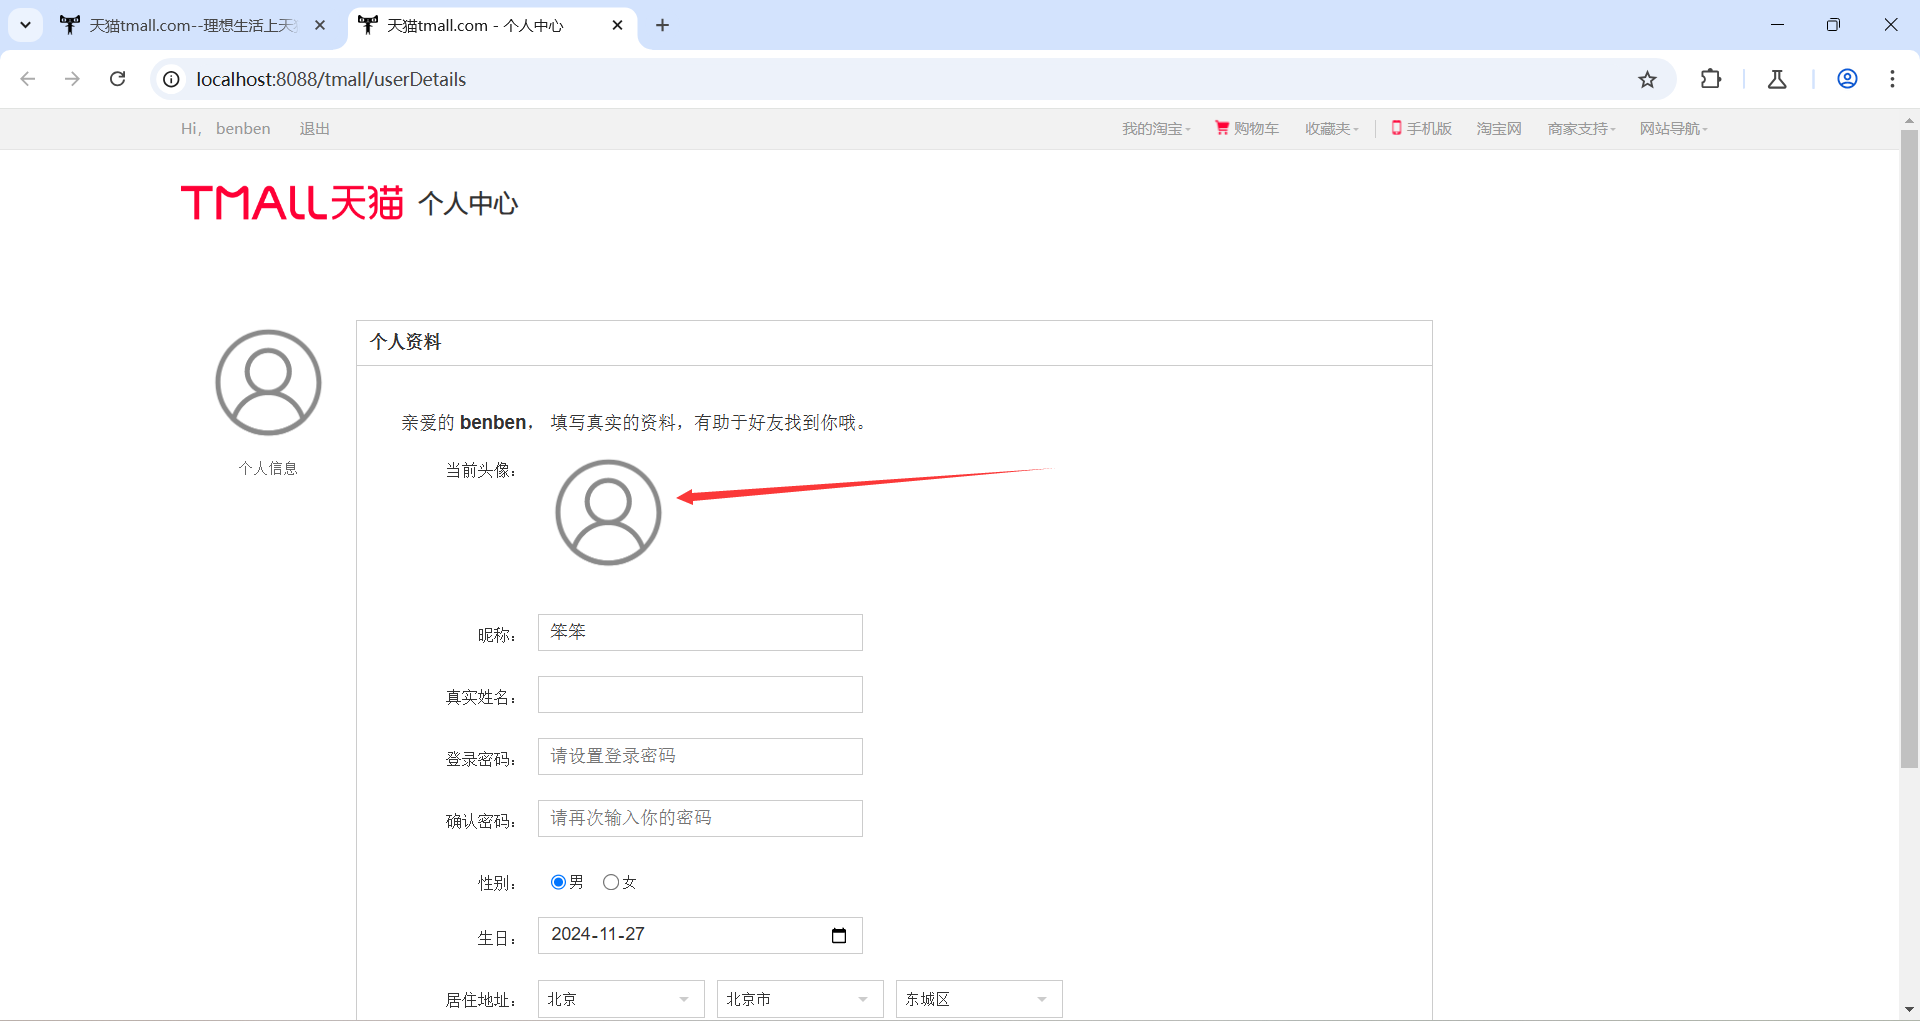 天猫tmall.com--理想生活上天
天猫tmall.com - 个人中心
localhost:8088/tmall/userDetails
Hi, benben 退出
我的淘宝 购物车 收藏夹 手机版 淘宝网 商家支持 网站导航
TMALL天猫 个人中心
个人资料
亲爱的 benben， 填写真实的资料，有助于好友找到你哦。
当前头像：
个人信息
昵称： 笨笨
真实姓名：
登录密码： 请设置登录密码
确认密码： 请再次输入你的密码
性别： 男 女
生日： 2024-11-27
居住地址： 北京 北京市 东城区